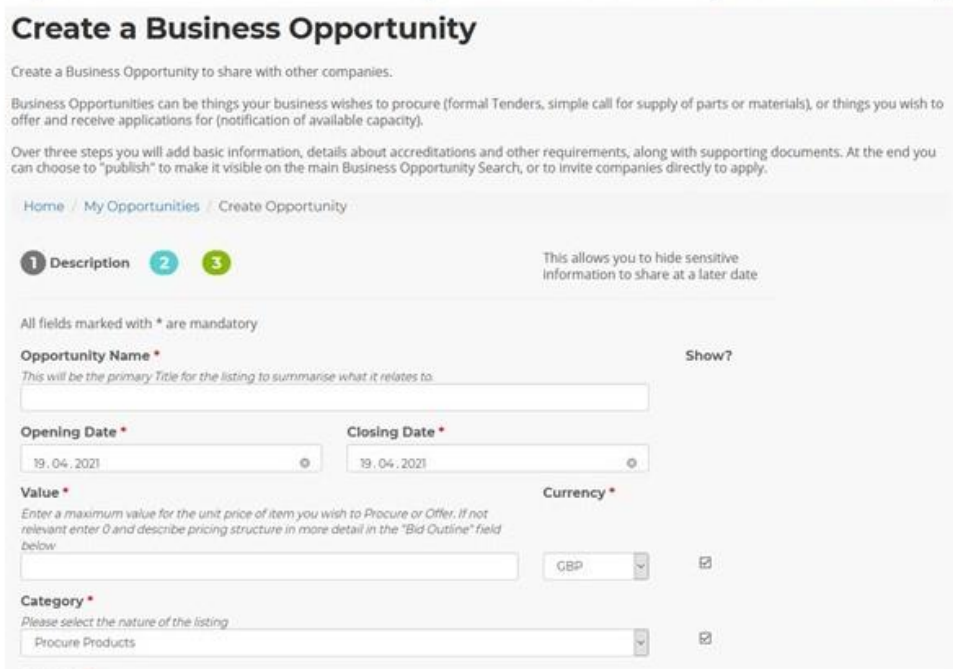 Create a Business Opportunity
Create a Business Opportunity to share with other companies.
Business Opportunities can be things your business wishes to procure (formal Tenders, simple call for supply of parts or materials), or things you wish to
offer and receive applications for (notification of available capacity).
Over three steps you will add basic information, details about accreditations and other requirements, along with supporting documents. At the end you
can choose to "publish" to make it visible on the main Business Opportunity Search, or to invite companies directly to apply.
Home / My Opportunities / Create Opportunity
1 Description 2 3
This allows you to hide sensitive
information to share at a later date
All fields marked with * are mandatory
Opportunity Name * Show?
This will be the primary Title for the listing to summarise what it relates to.
Opening Date * Closing Date *
19.04.2021 19.04.2021
Value * Currency *
Enter a maximum value for the unit price of item you wish to Procure or Offer. If not
relevant enter 0 and describe pricing structure in more detail in the "Bid Outline" field
below
GBP
Category *
Please select the nature of the listing
Procure Products